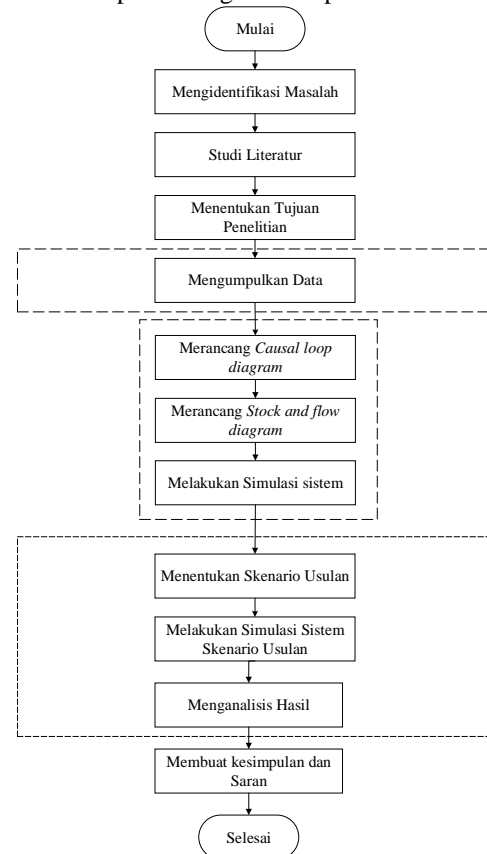 Mulai
Mengidentifikasi Masalah
Studi Literatur
Menentukan Tujuan
Penelitian
Mengumpulkan Data
Merancang Causal loop
diagram
Merancang Stock and flow
diagram
Melakukan Simulasi sistem
Menentukan Skenario Usulan
Melakukan Simulasi Sistem
Skenario Usulan
Menganalisis Hasil
Membuat kesimpulan dan
Saran
Selesai